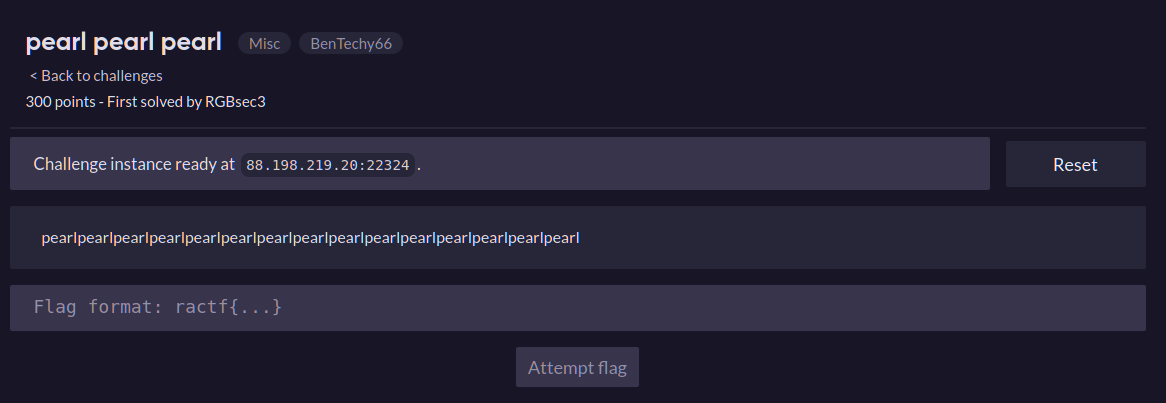 pearl pearl pearl Misc BenTechy66
< Back to challenges
300 points - First solved by RGBsec3
Challenge instance ready at 88.198.219.20:22324. Reset
pearlpearlpearlpearlpearlpearlpearlpearlpearlpearlpearlpearlpearlpearlpearl
Flag format: ractf{...}
Attempt flag